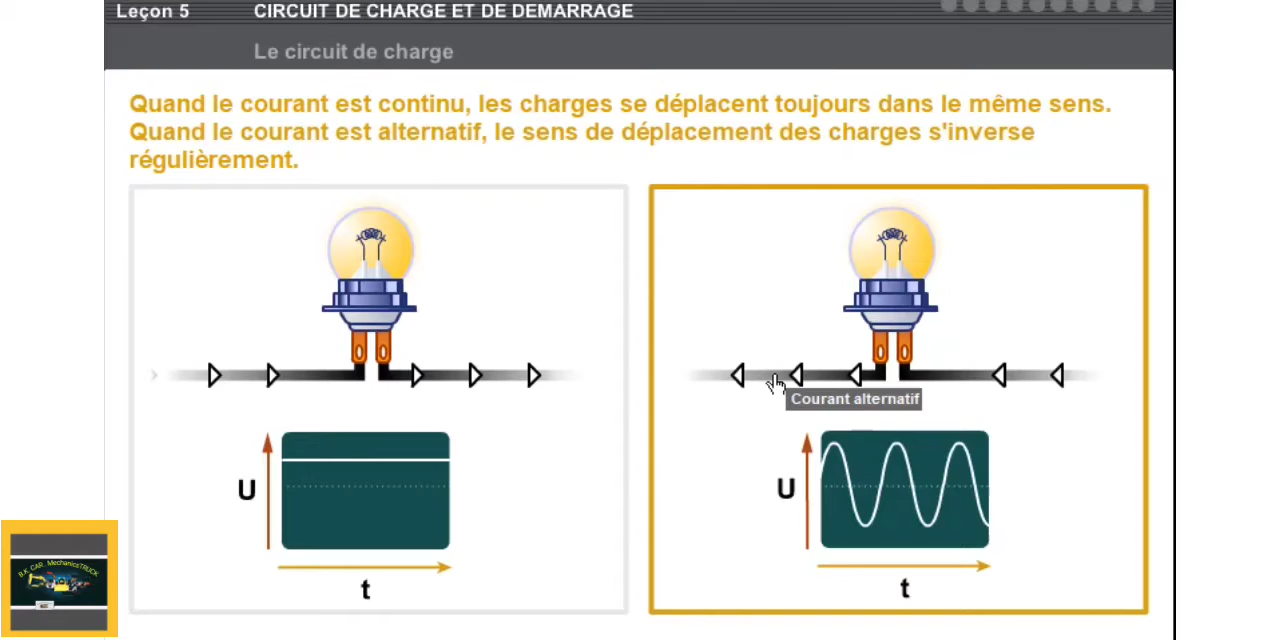 Leçon 5
CIRCUIT DE CHARGE ET DE DEMARRAGE
Le circuit de charge
Quand le courant est continu, les charges se déplacent toujours dans le même sens.
Quand le courant est alternatif, le sens de déplacement des charges s'inverse
régulièrement.
Courant alternatif
U
t
U
t
B.K CAR. MechanicsTRUCK